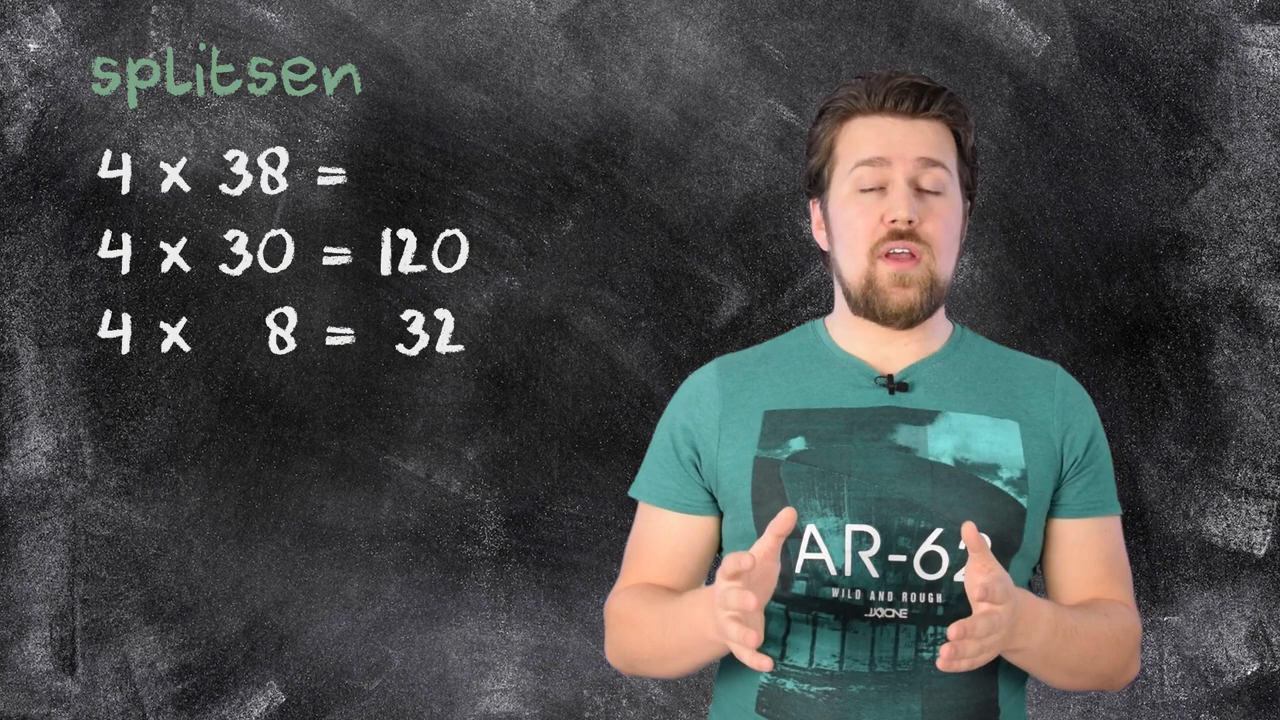 splitsen
4 x 38 =
4 x 30 = 120
4 x 8 = 32
AR-62
WILD AND ROUGH